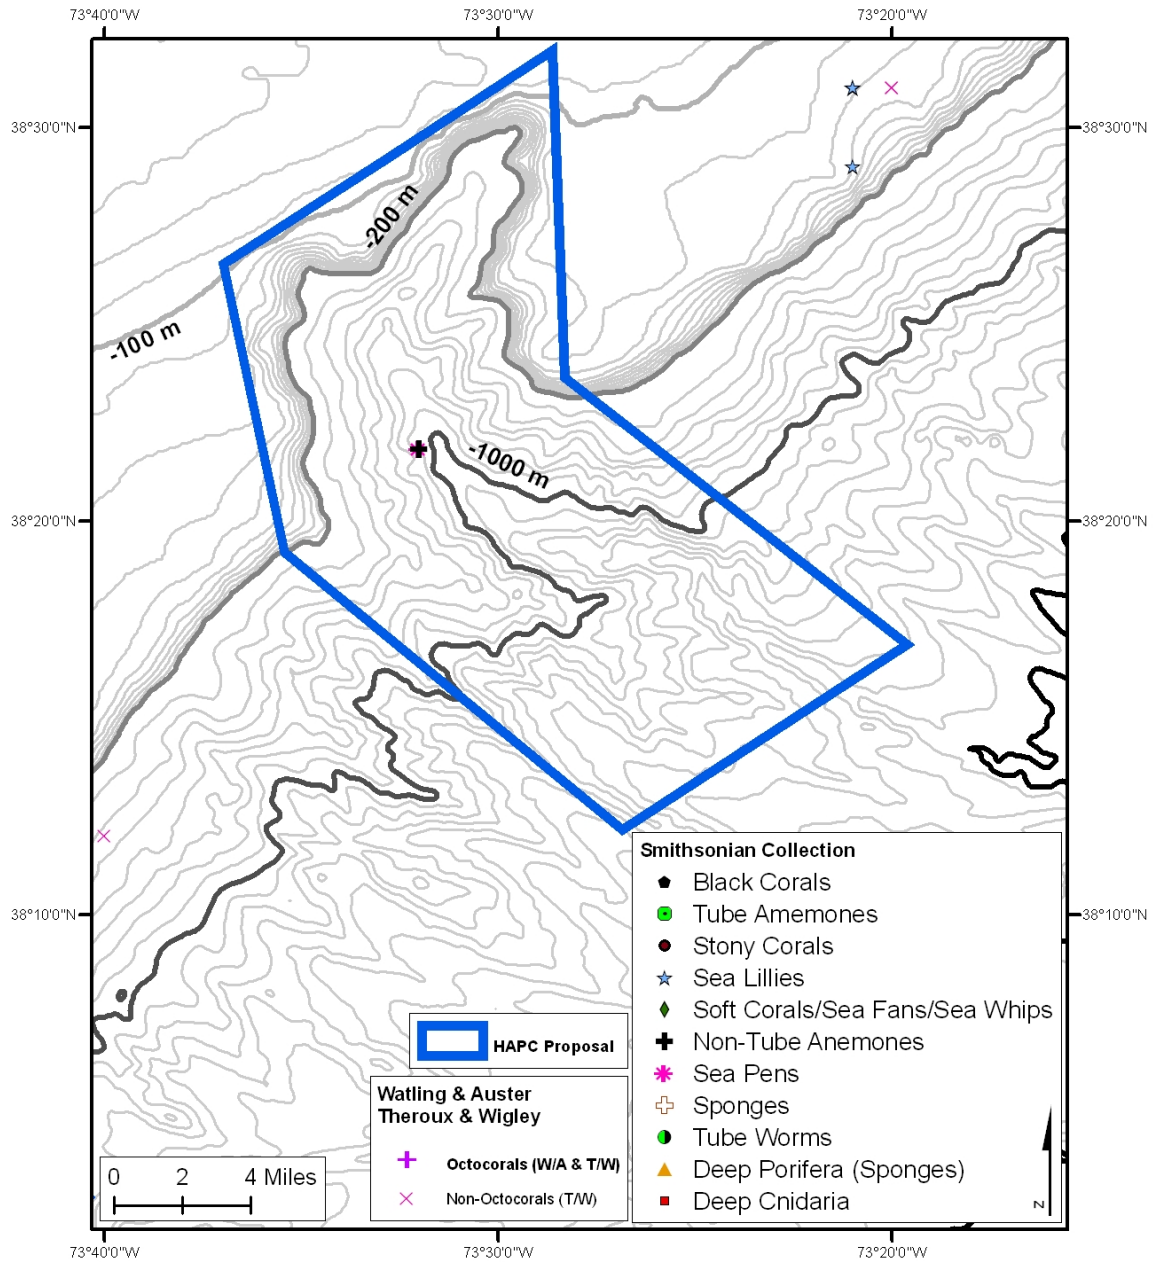 73°40'0"W 73°30'0"W 73°20'0"W
38°30'0"N 38°30'0"N
-200 m
-100 m
-1000 m
38°20'0"N 38°20'0"N
38°10'0"N 38°10'0"N
Smithsonian Collection
Black Corals
Tube Amemones
Stony Corals
Sea Lillies
Soft Corals/Sea Fans/Sea Whips
Non-Tube Anemones
Sea Pens
Sponges
Tube Worms
Deep Porifera (Sponges)
Deep Cnidaria
HAPC Proposal
Watling & Auster
Theroux & Wigley
Octocorals (W/A & T/W)
Non-Octocorals (T/W)
0 2 4 Miles
N
73°40'0"W 73°30'0"W 73°20'0"W